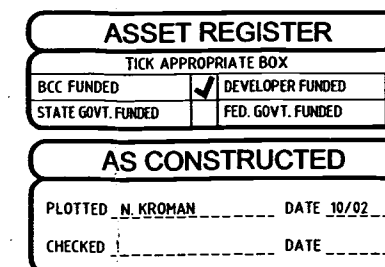 ASSET REGISTER
TICK APPROPRIATE BOX
BCC FUNDED ✓ DEVELOPER FUNDED
STATE GOVT. FUNDED FED. GOVT. FUNDED
AS CONSTRUCTED
PLOTTED N. KROMAN DATE 10/02
CHECKED DATE